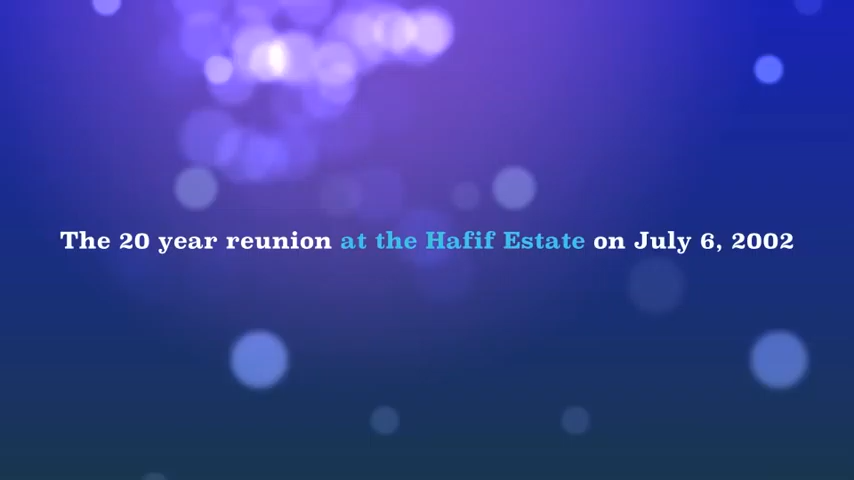 The 20 year reunion at the Hafif Estate on July 6, 2002